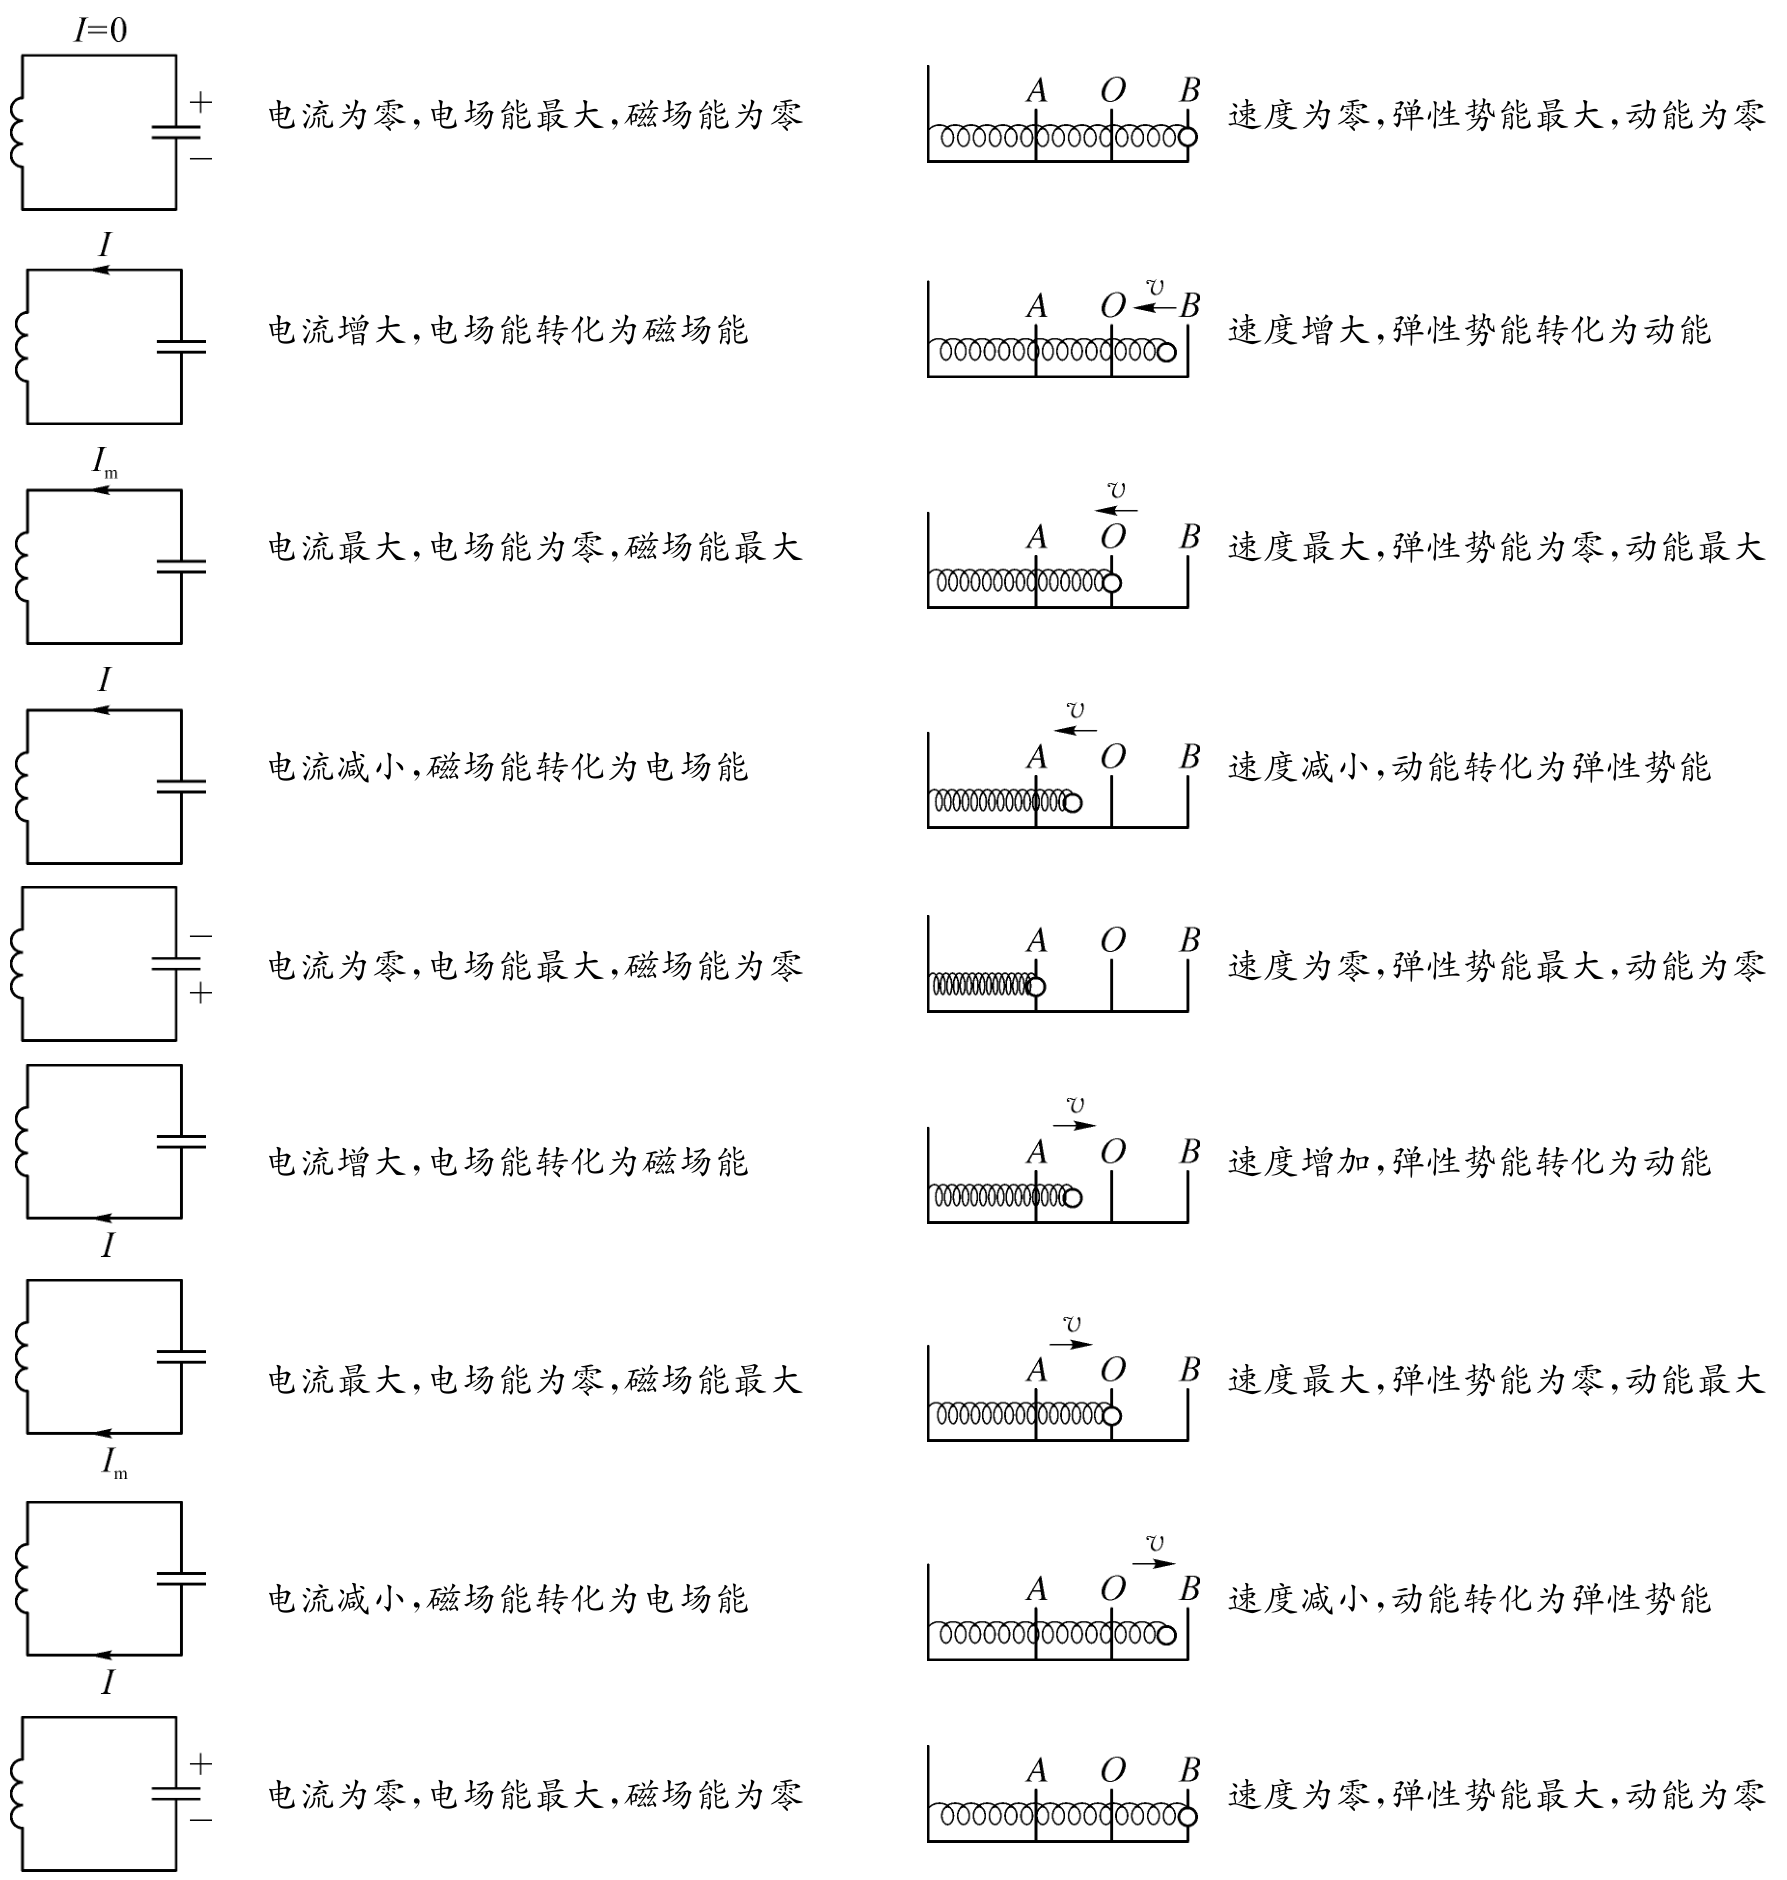 I=0
+
−
电流为零,电场能最大,磁场能为零
A O B
速度为零,弹性势能最大,动能为零
I
电流增大,电场能转化为磁场能
v
A O B
速度增大,弹性势能转化为动能
Im
电流最大,电场能为零,磁场能最大
v
A O B
速度最大,弹性势能为零,动能最大
I
电流减小,磁场能转化为电场能
v
A O B
速度减小,动能转化为弹性势能
−
+
电流为零,电场能最大,磁场能为零
A O B
速度为零,弹性势能最大,动能为零
电流增大,电场能转化为磁场能
I
v
A O B
速度增加,弹性势能转化为动能
电流最大,电场能为零,磁场能最大
Im
v
A O B
速度最大,弹性势能为零,动能最大
电流减小,磁场能转化为电场能
I
v
A O B
速度减小,动能转化为弹性势能
+
−
电流为零,电场能最大,磁场能为零
A O B
速度为零,弹性势能最大,动能为零